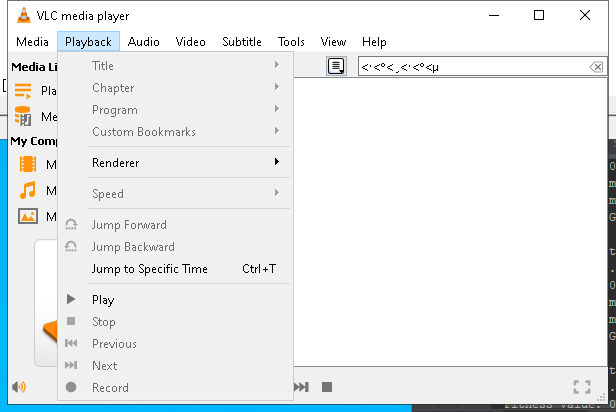 VLC media player
Media Playback Audio Video Subtitle Tools View Help
Media Li
Pla
Me
My Comp
M
M
M
Title
Chapter
Program
Custom Bookmarks
Renderer
Speed
Jump Forward
Jump Backward
Jump to Specific Time Ctrl+T
Play
Stop
Previous
Next
Record